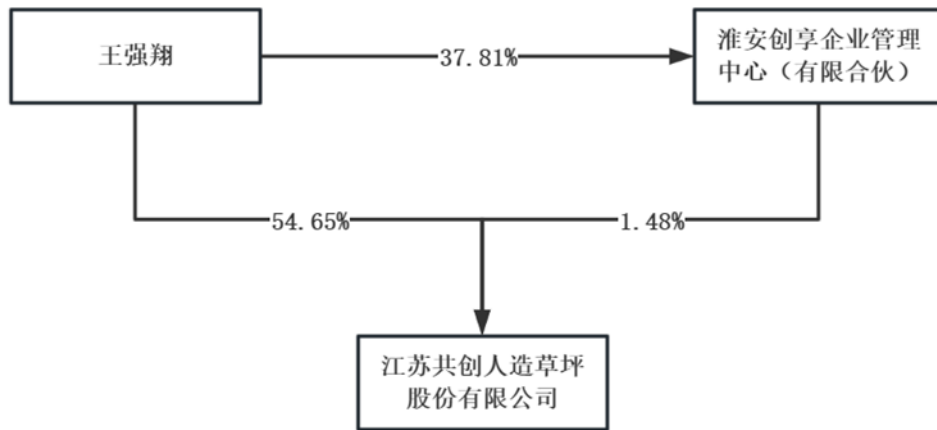 王强翔
37.81%
淮安创享企业管理
中心（有限合伙）
54.65%
1.48%
江苏共创人造草坪
股份有限公司